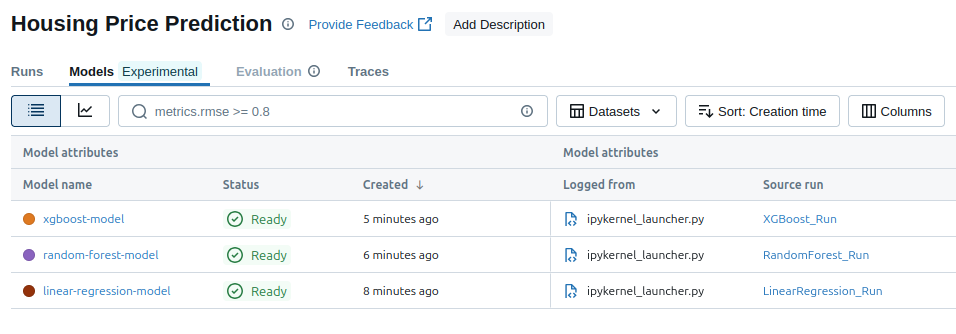 Housing Price Prediction Provide Feedback Add Description
Runs Models Experimental Evaluation Traces
metrics.rmse >= 0.8 Datasets Sort: Creation time Columns
Model attributes Model attributes
Model name Status Created ↓ Logged from Source run
xgboost-model Ready 5 minutes ago ipykernel_launcher.py XGBoost_Run
random-forest-model Ready 6 minutes ago ipykernel_launcher.py RandomForest_Run
linear-regression-model Ready 8 minutes ago ipykernel_launcher.py LinearRegression_Run